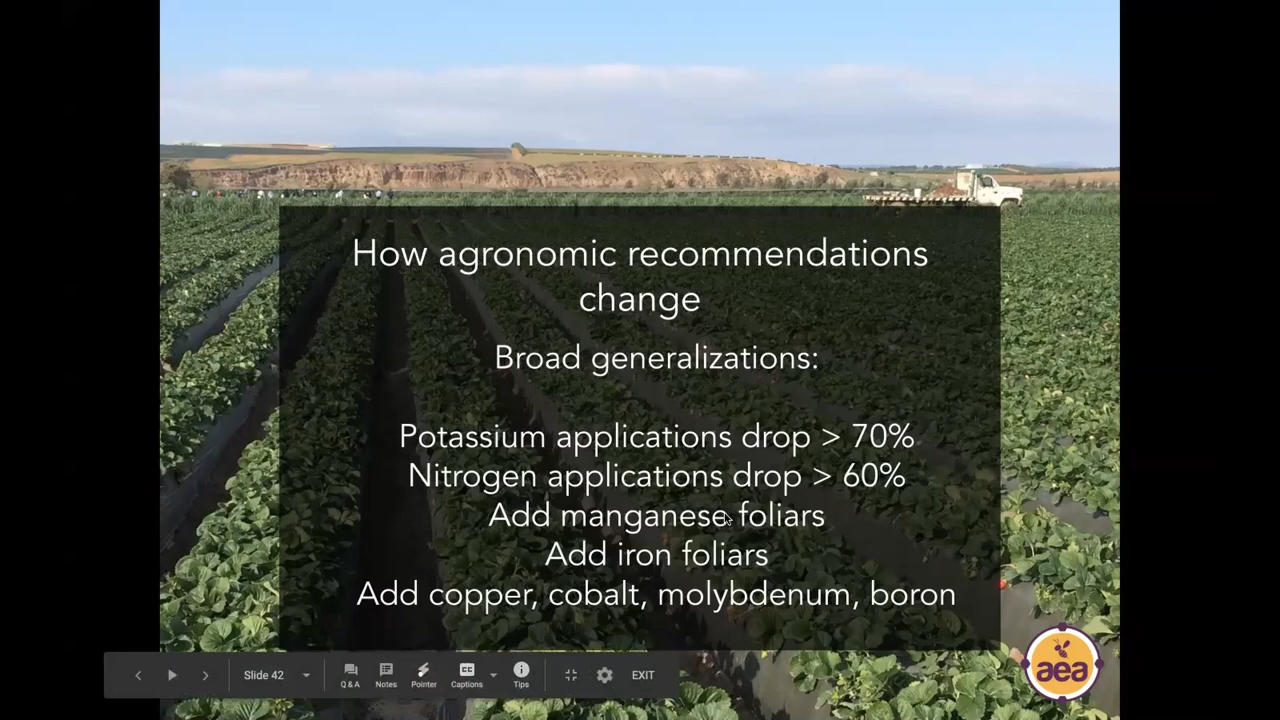 How agronomic recommendations
change
Broad generalizations:
Potassium applications drop > 70%
Nitrogen applications drop > 60%
Add manganese foliars
Add iron foliars
Add copper, cobalt, molybdenum, boron
aea
Slide 42
Q & A
Notes
Pointer
CC
Captions
Tips
EXIT